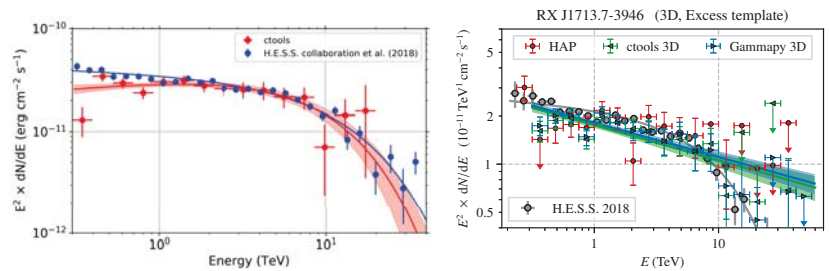 10⁻¹⁰
10⁻¹¹
10⁻¹²
E² × dN/dE (erg cm⁻² s⁻¹)
ctools
H.E.S.S. collaboration et al. (2018)
10⁰
10¹
Energy (TeV)
RX J1713.7-3946 (3D, Excess template)
HAP
ctools 3D
Gammapy 3D
2
1
0.5
E² × dN/dE (10⁻¹¹ TeV¹ cm⁻² s⁻¹)
H.E.S.S. 2018
1
10
E (TeV)